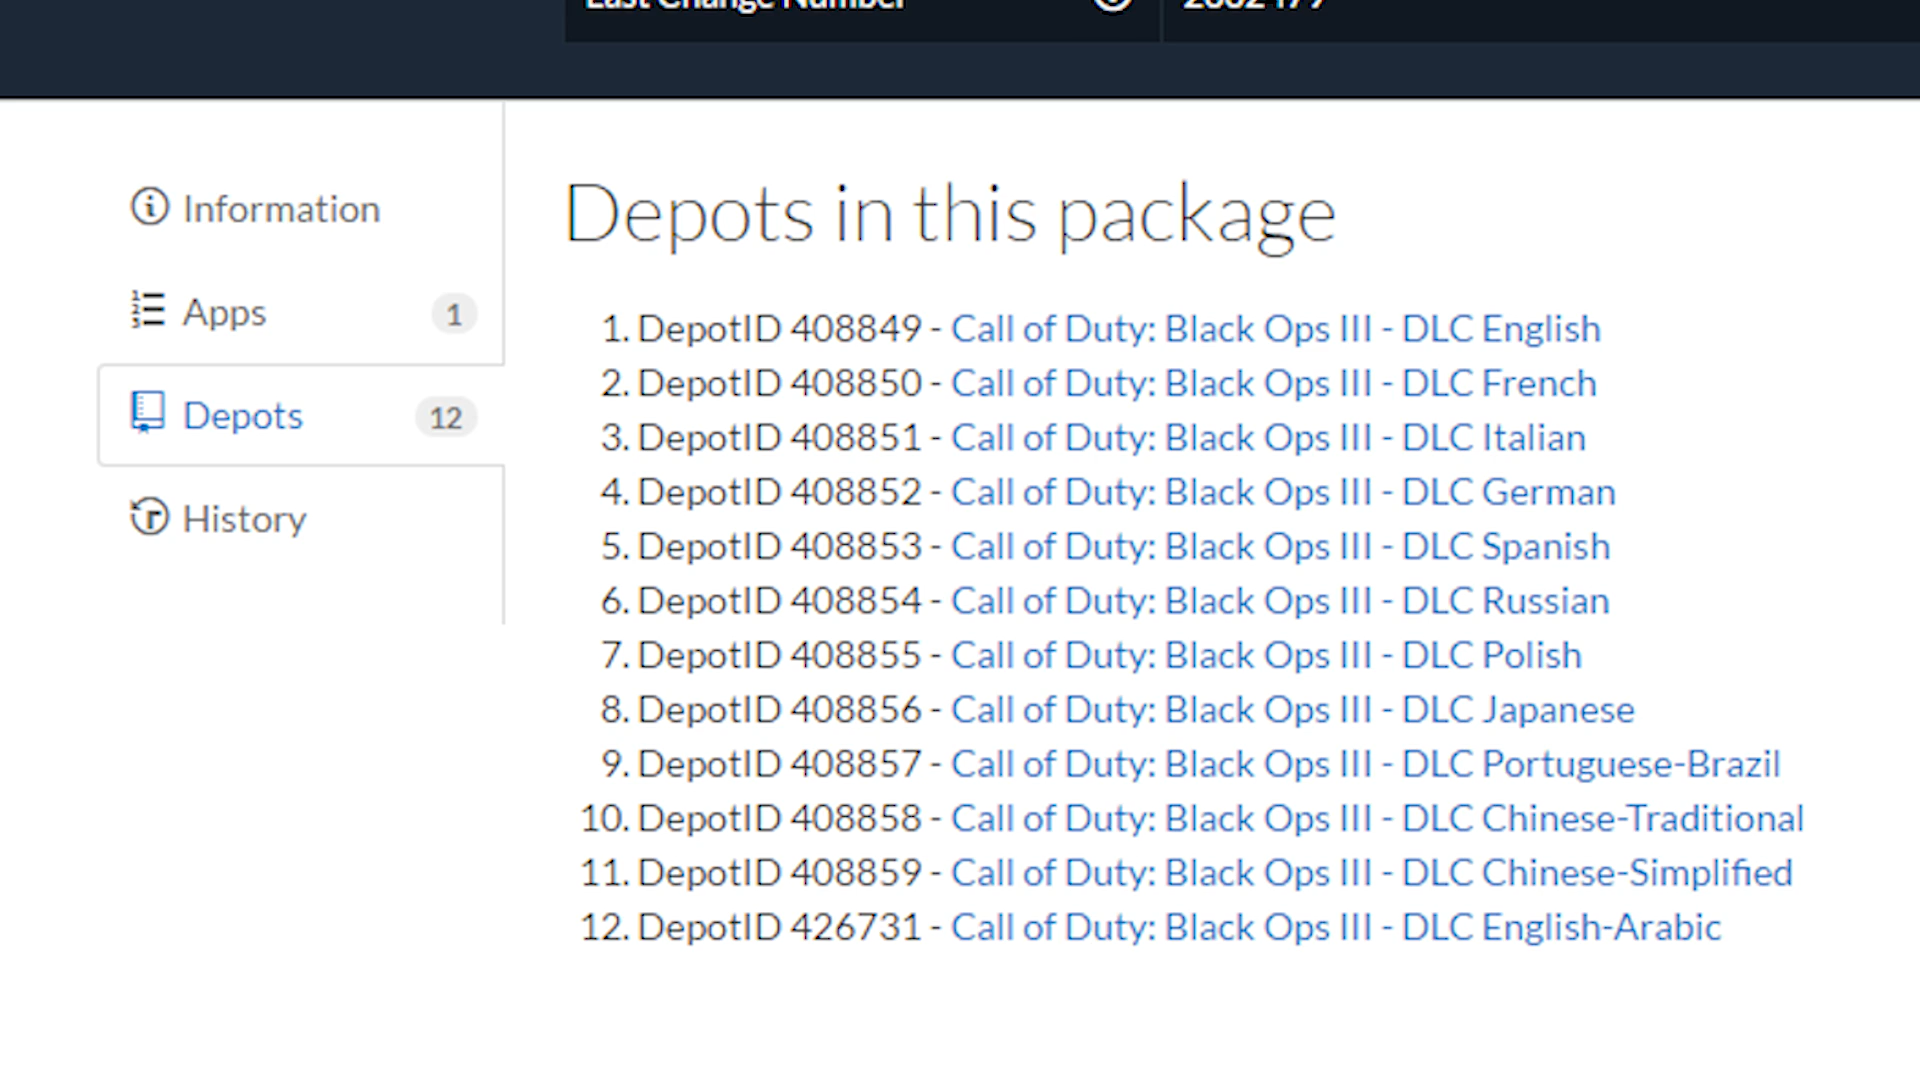 Last Change Number
Information
Apps 1
Depots 12
History
Depots in this package
1. DepotID 408849 - Call of Duty: Black Ops III - DLC English
2. DepotID 408850 - Call of Duty: Black Ops III - DLC French
3. DepotID 408851 - Call of Duty: Black Ops III - DLC Italian
4. DepotID 408852 - Call of Duty: Black Ops III - DLC German
5. DepotID 408853 - Call of Duty: Black Ops III - DLC Spanish
6. DepotID 408854 - Call of Duty: Black Ops III - DLC Russian
7. DepotID 408855 - Call of Duty: Black Ops III - DLC Polish
8. DepotID 408856 - Call of Duty: Black Ops III - DLC Japanese
9. DepotID 408857 - Call of Duty: Black Ops III - DLC Portuguese-Brazil
10. DepotID 408858 - Call of Duty: Black Ops III - DLC Chinese-Traditional
11. DepotID 408859 - Call of Duty: Black Ops III - DLC Chinese-Simplified
12. DepotID 426731 - Call of Duty: Black Ops III - DLC English-Arabic